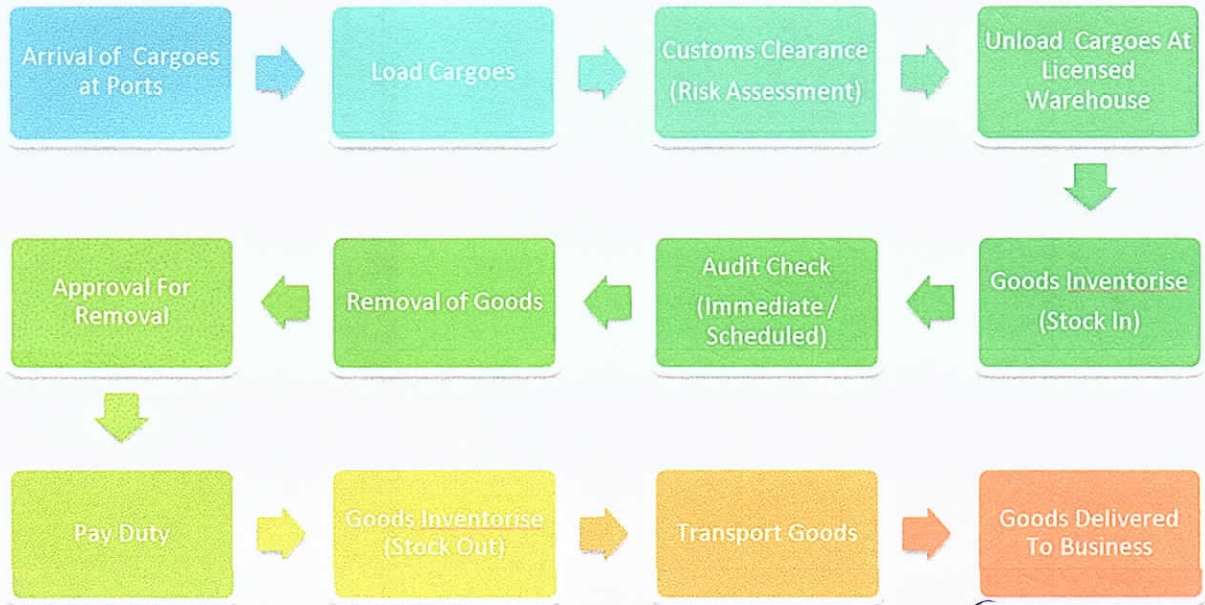 Arrival of Cargoes
at Ports
Load Cargoes
Customs Clearance
(Risk Assessment)
Unload Cargoes At
Licensed
Warehouse
Goods Inventorise
(Stock In)
Audit Check
(Immediate /
Scheduled)
Removal of Goods
Approval For
Removal
Pay Duty
Goods Inventorise
(Stock Out)
Transport Goods
Goods Delivered
To Business